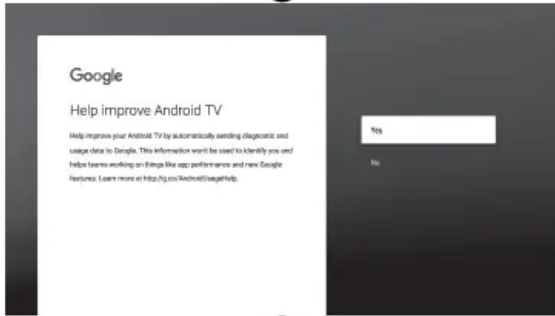 Google
Help improve Android TV
Help improve your Android TV by automatically sending diagnostic and
usage data to Google. This information won't be used to identify you and
helps teams working on things like app performance and new Google
features. Learn more at http://g.co/AndroidUsageHelp.
Yes
No